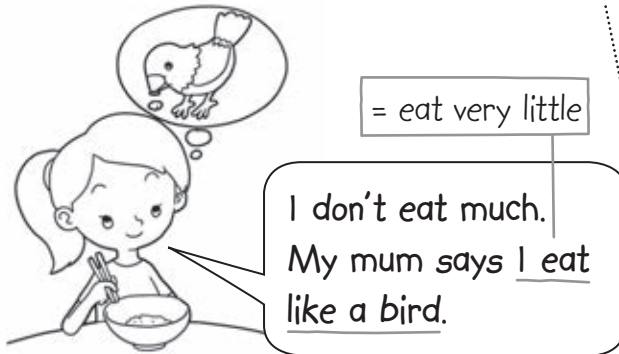 = eat very little
I don't eat much.
My mum says I eat
like a bird.